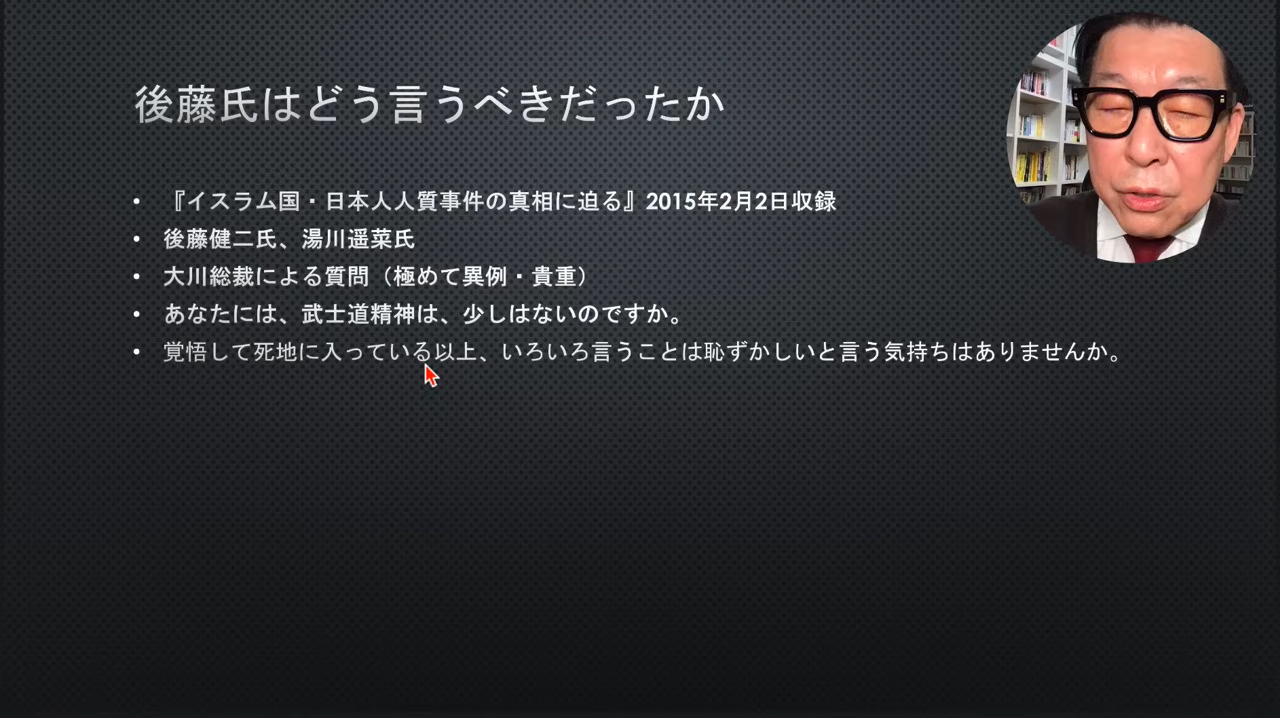 後藤氏はどう言うべきだったか
• 『イスラム国・日本人人質事件の真相に迫る』2015年2月2日収録
• 後藤健二氏、湯川遥菜氏
• 大川総裁による質問（極めて異例・貴重）
• あなたには、武士道精神は、少しはないのですか。
• 覚悟して死地に入っている以上、いろいろ言うことは恥ずかしいと言う気持ちはありませんか。